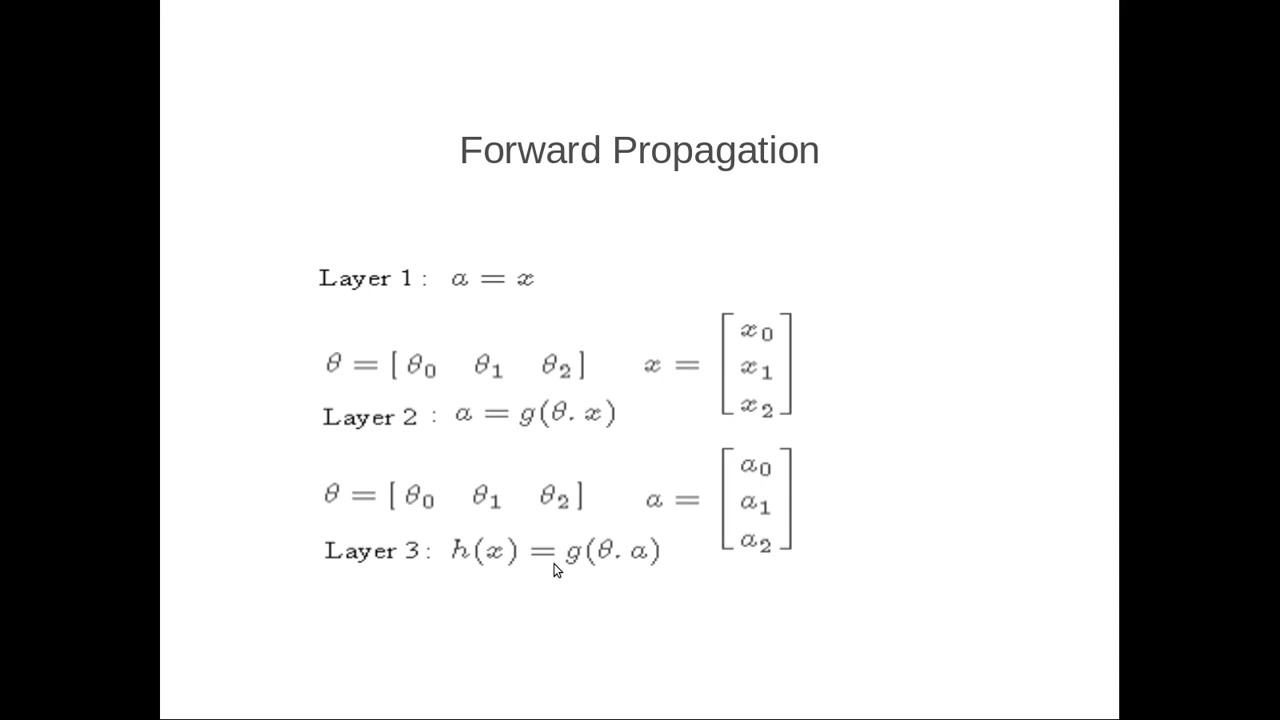 Forward Propagation
Layer 1 : a = x
θ = [ θ0 θ1 θ2 ] x = [ x0 x1 x2 ]
Layer 2 : a = g(θ. x)
θ = [ θ0 θ1 θ2 ] a = [ a0 a1 a2 ]
Layer 3 : h(x) = g(θ. a)